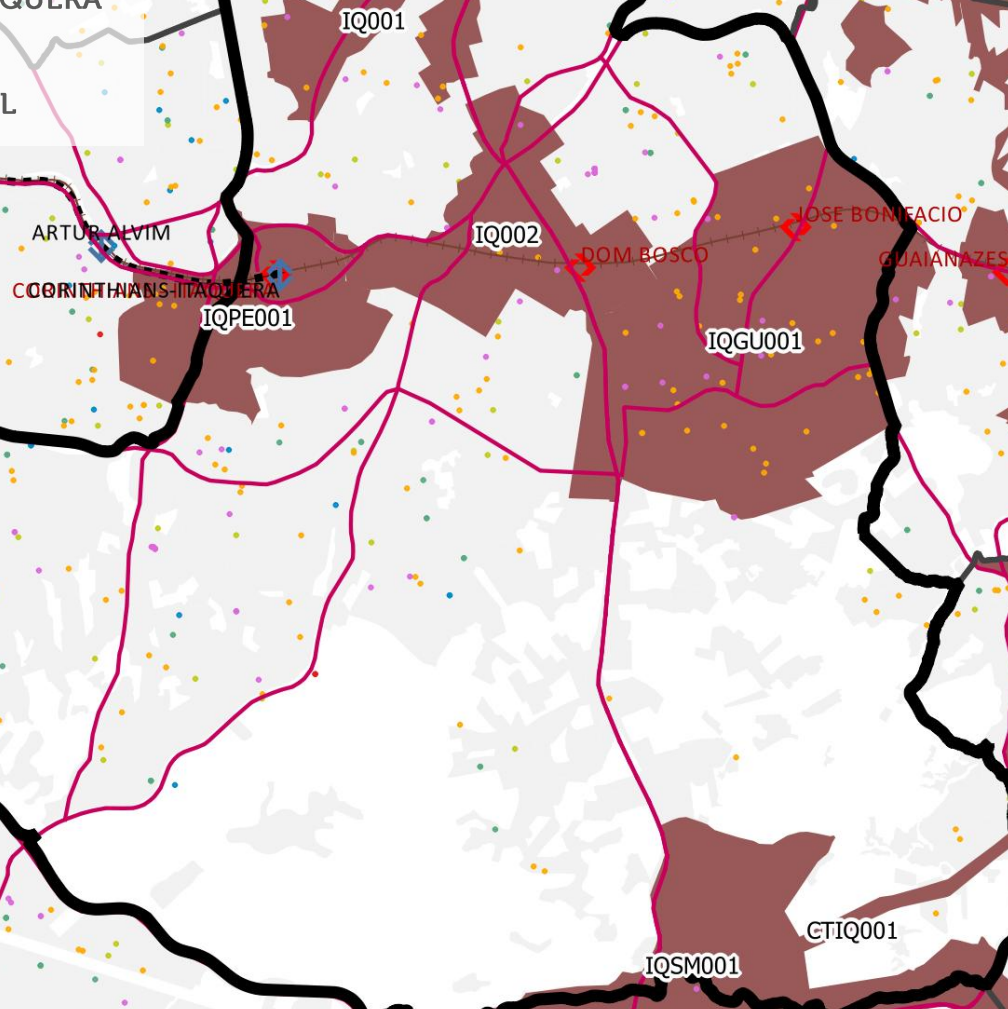 QUERA
IQ001
L
JOSE BONIFACIO
ARTUR ALVIM
IQ002
DOM BOSCO
GUAIANAZES
CORINTHIANS-ITAQUERA
IQPE001
IQGU001
CTIQ001
IQSM001